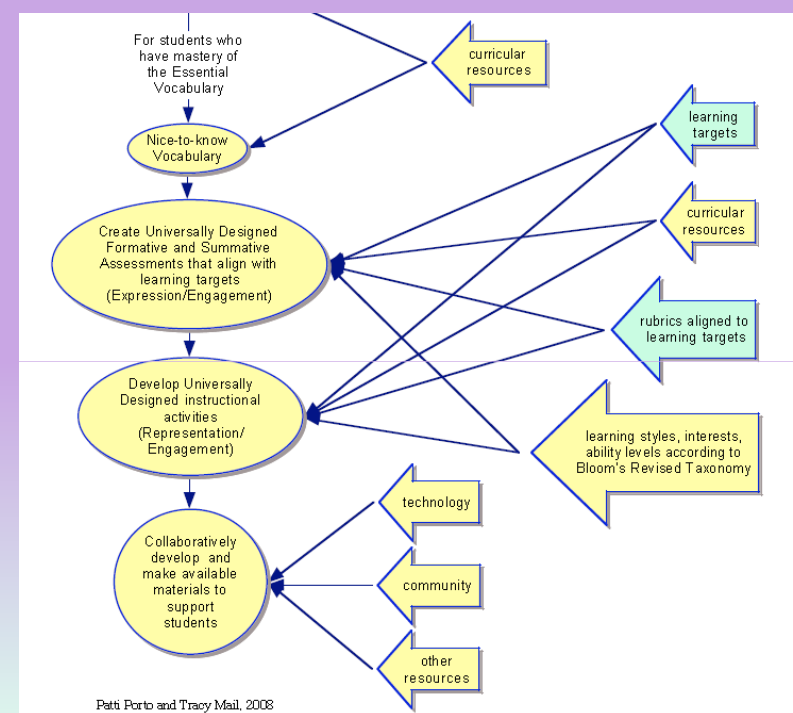 For students who
have mastery of
the Essential
Vocabulary
curricular
resources
Nice-to-know
Vocabulary
learning
targets
curricular
resources
Create Universally Designed
Formative and Summative
Assessments that align with
learning targets
(Expression/Engagement)
rubrics aligned to
learning targets
Develop Universally
Designed instructional
activities
(Representation/
Engagement)
learning styles, interests,
ability levels according to
Bloom's Revised Taxonomy
technology
Collaboratively
develop and
make available
materials to
support
students
community
other
resources
Patti Porto and Tracy Mail, 2008